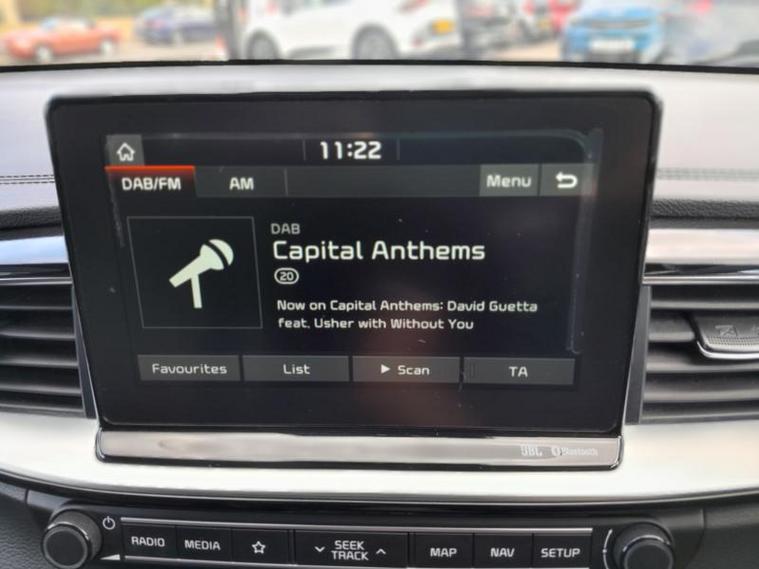 11:22
DAB/FM AM Menu
DAB
Capital Anthems
20
Now on Capital Anthems: David Guetta
feat. Usher with Without You
Favourites List Scan TA
JBL Bluetooth
RADIO MEDIA SEEK TRACK MAP NAV SETUP